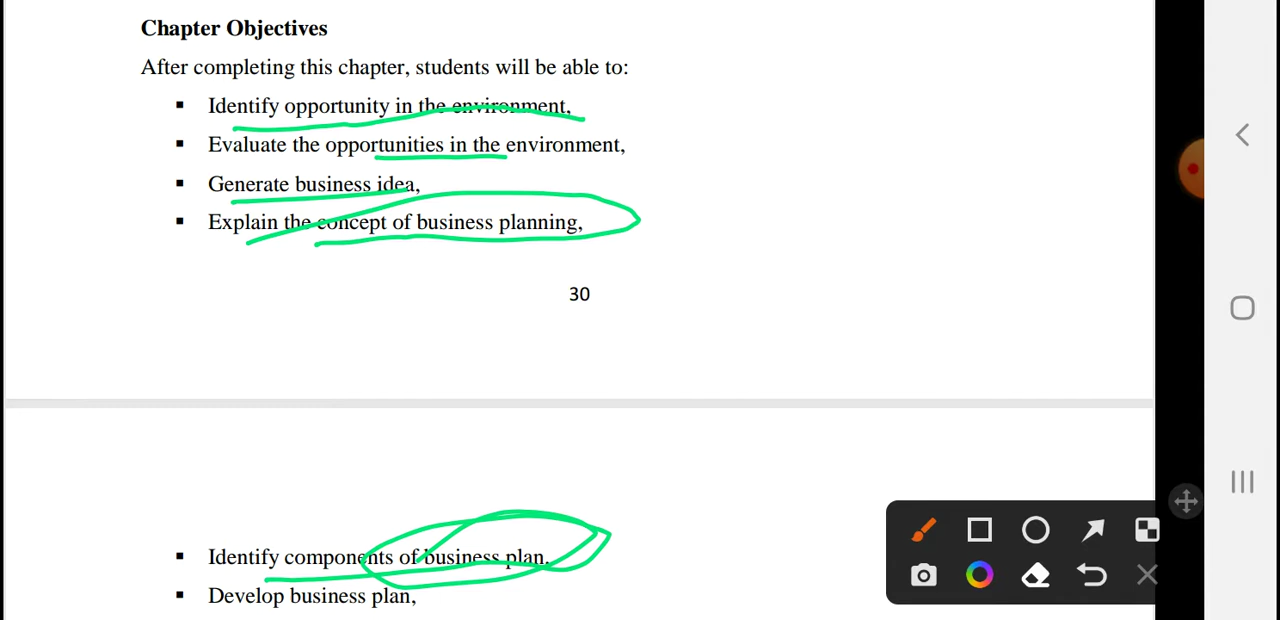 Chapter Objectives
After completing this chapter, students will be able to:
▪ Identify opportunity in the environment,
▪ Evaluate the opportunities in the environment,
▪ Generate business idea,
▪ Explain the concept of business planning,
30
▪ Identify components of business plan,
▪ Develop business plan,